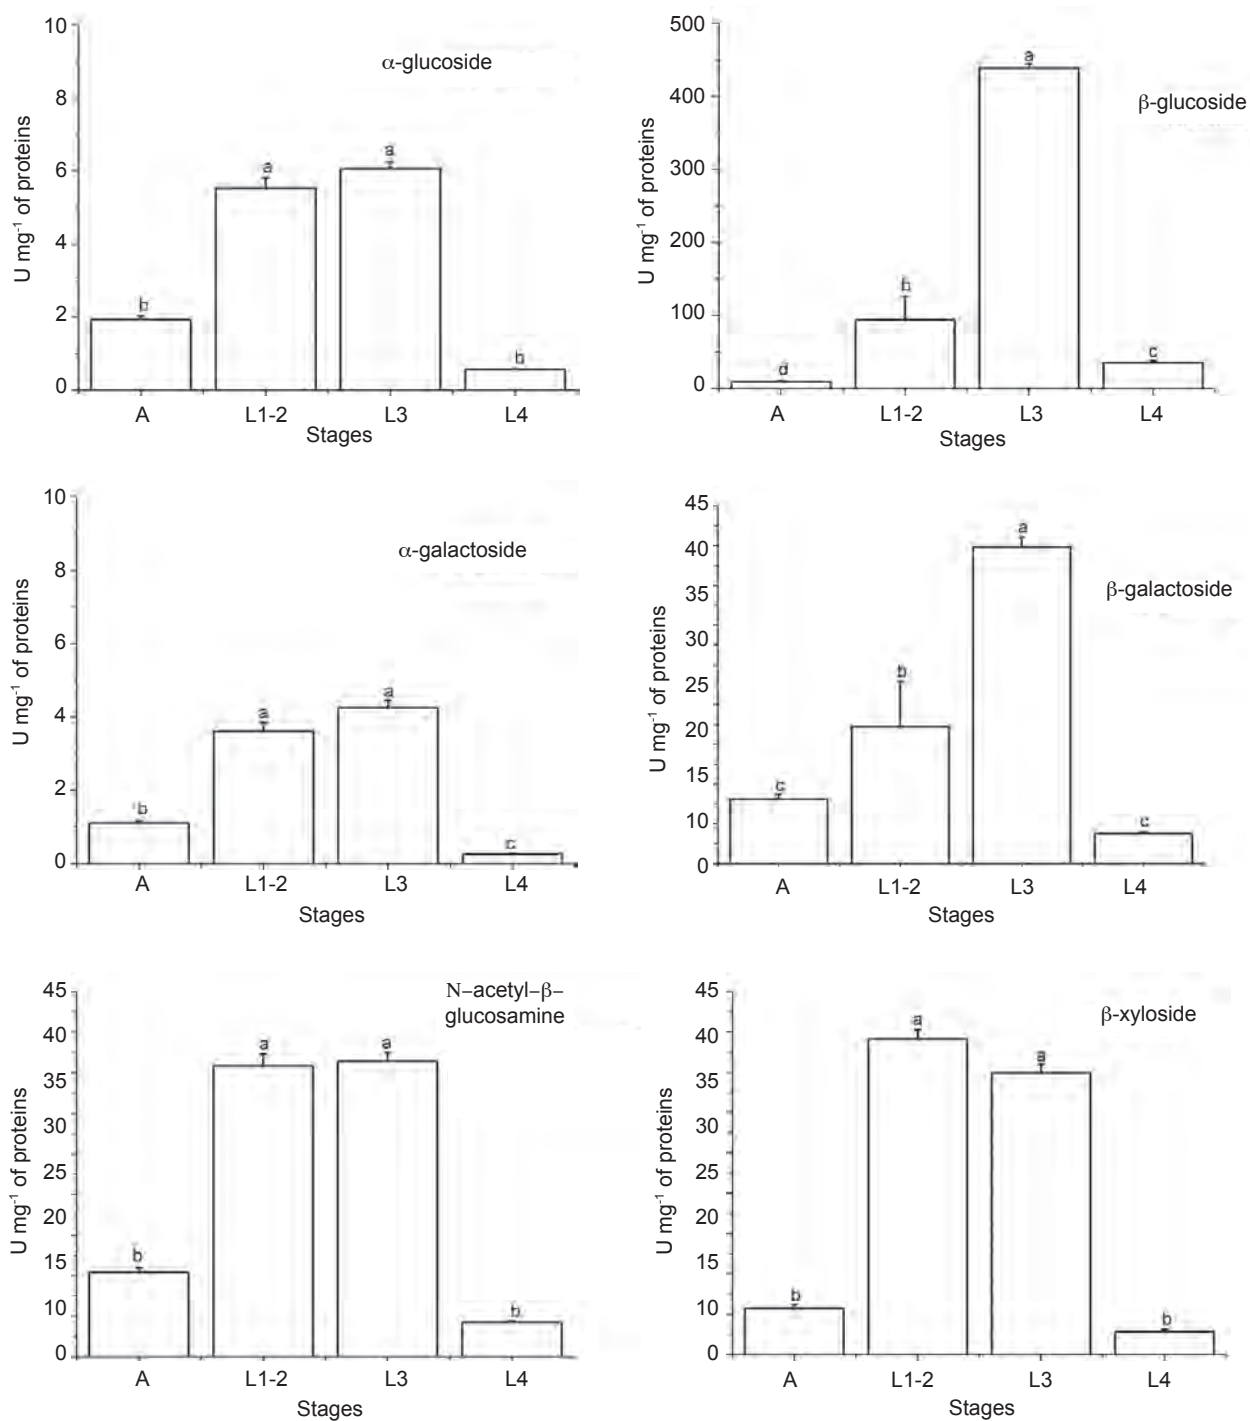 10
α-glucoside
8
6
4
2
0
U mg-1 of proteins
b
a
a
b
A L1-2 L3 L4
Stages
500
β-glucoside
400
300
200
100
0
U mg-1 of proteins
d
b
a
c
A L1-2 L3 L4
Stages
10
α-galactoside
8
6
4
2
0
U mg-1 of proteins
b
a
a
c
A L1-2 L3 L4
Stages
45
40
β-galactoside
35
30
25
20
15
10
0
U mg-1 of proteins
c
b
a
c
A L1-2 L3 L4
Stages
45
N–acetyl–β–
glucosamine
40
35
30
25
20
15
10
0
U mg-1 of proteins
b
a
a
b
A L1-2 L3 L4
Stages
45
β-xyloside
40
35
30
25
20
15
10
0
U mg-1 of proteins
b
a
a
b
A L1-2 L3 L4
Stages